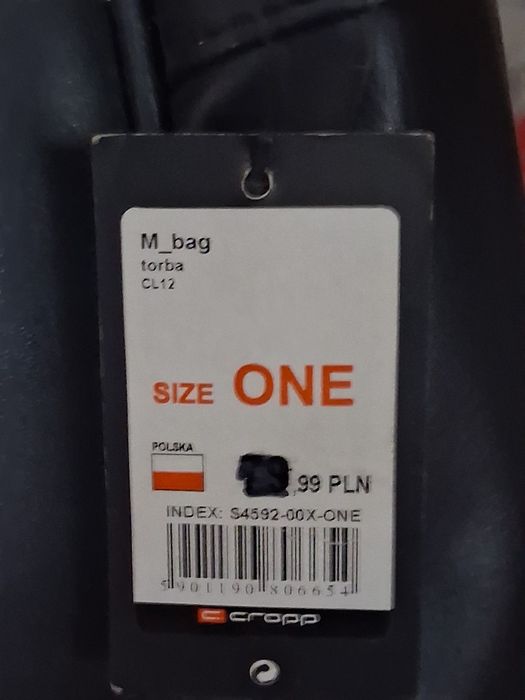 M_bag
torba
CL12
SIZE ONE
POLSKA
,99 PLN
INDEX: S4592-00X-ONE
5901190806654
cropp